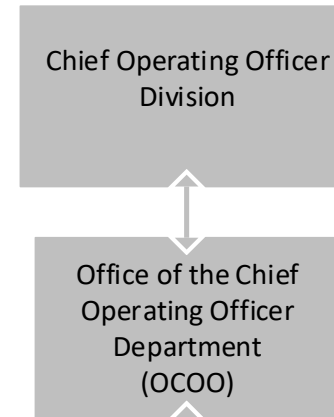 Chief Operating Officer
Division
Office of the Chief
Operating Officer
Department
(OCOO)